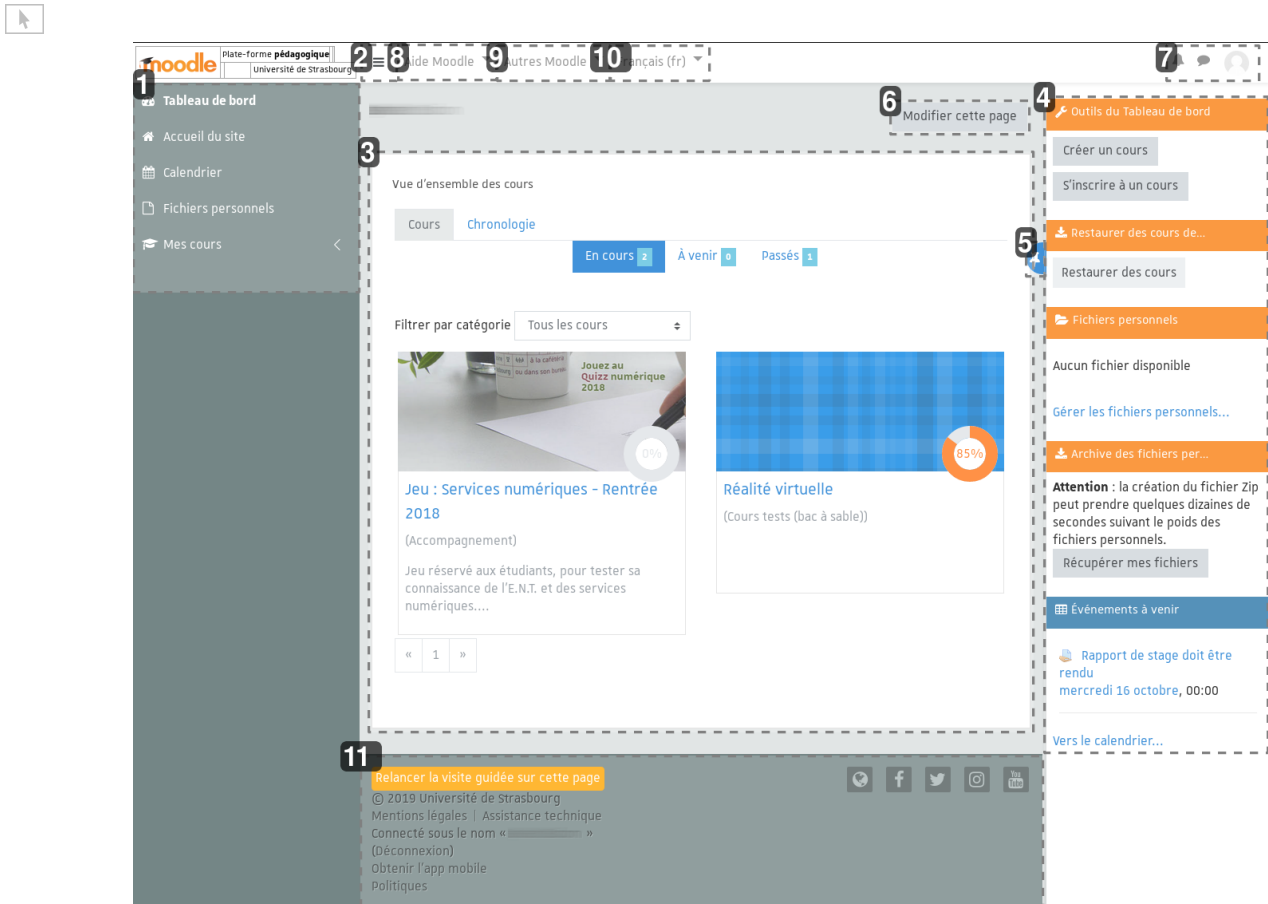 moodle
Plate-forme pédagogique
Université de Strasbourg
2
8
Aide Moodle
9
Autres Moodle
10
Français (fr)
7
1
Tableau de bord
Accueil du site
Calendrier
Fichiers personnels
Mes cours
6
Modifier cette page
3
Vue d'ensemble des cours
Cours
Chronologie
En cours 2
À venir 0
Passés 1
Filtrer par catégorie
Tous les cours
Jouez au
Quizz numérique
2018
0%
85%
Jeu : Services numériques - Rentrée
2018
(Accompagnement)
Jeu réservé aux étudiants, pour tester sa
connaissance de l'E.N.T. et des services
numériques....
Réalité virtuelle
(Cours tests (bac à sable))
« 1 »
4
Outils du Tableau de bord
Créer un cours
S'inscrire à un cours
5
Restaurer des cours de...
Restaurer des cours
Fichiers personnels
Aucun fichier disponible
Gérer les fichiers personnels...
Archive des fichiers per...
Attention : la création du fichier Zip
peut prendre quelques dizaines de
secondes suivant le poids des
fichiers personnels.
Récupérer mes fichiers
Événements à venir
Rapport de stage doit être
rendu
mercredi 16 octobre, 00:00
Vers le calendrier...
11
Relancer la visite guidée sur cette page
© 2019 Université de Strasbourg
Mentions légales | Assistance technique
Connecté sous le nom « »
(Déconnexion)
Obtenir l'app mobile
Politiques
You
Tube